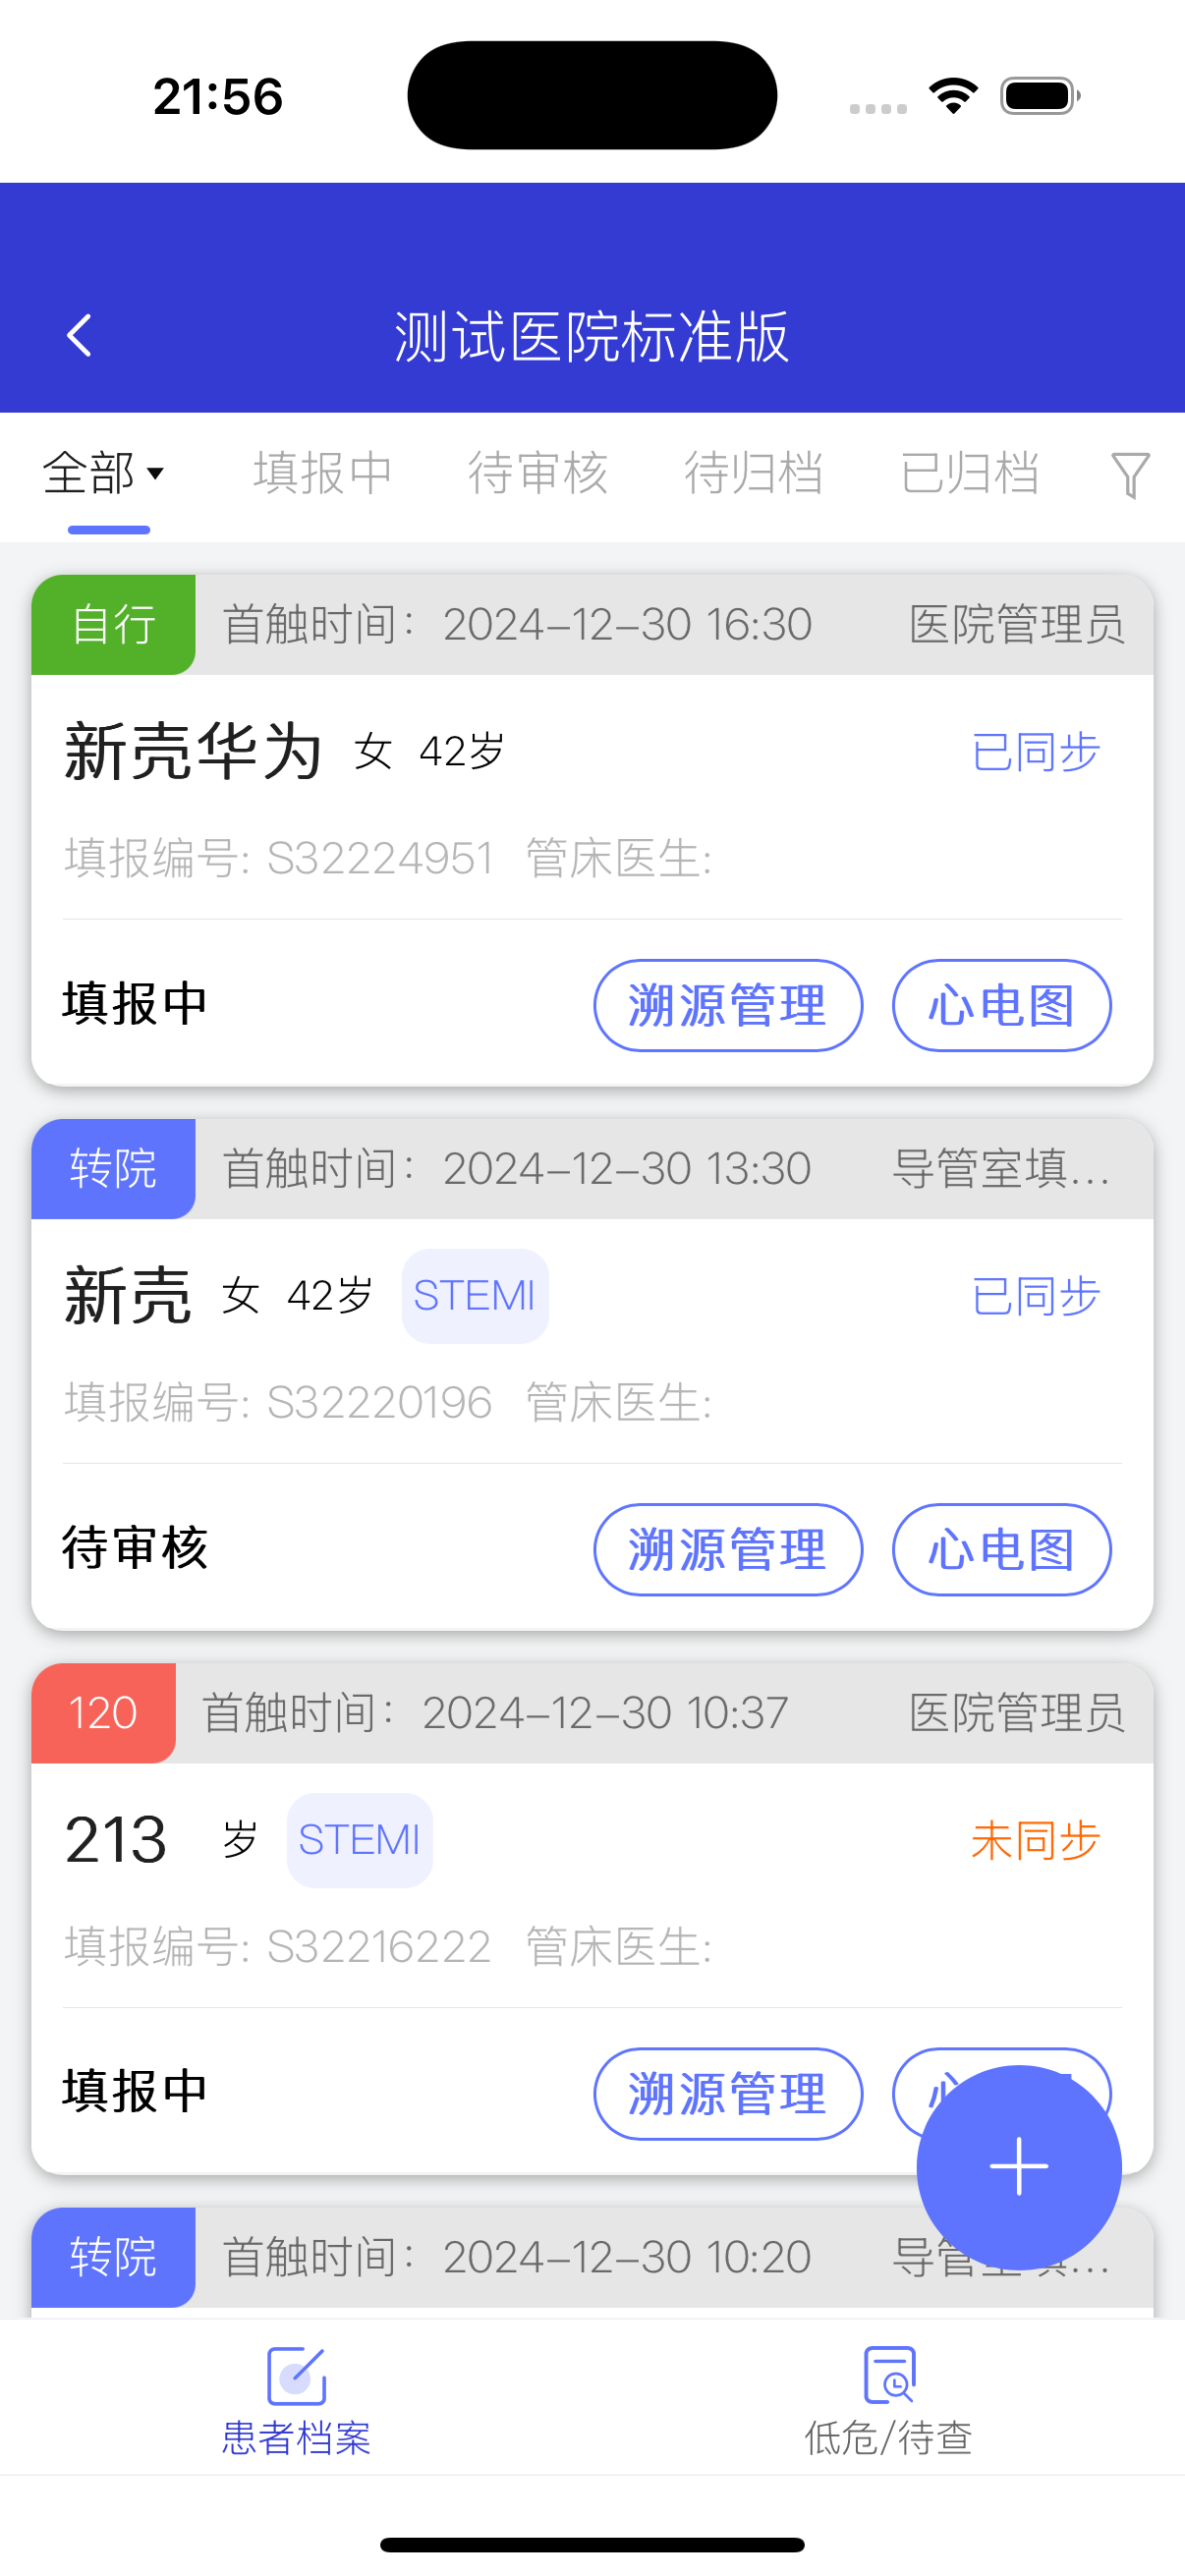 21:56
测试医院标准版
全部 填报中 待审核 待归档 已归档
自行 首触时间: 2024-12-30 16:30 医院管理员
新壳华为 女 42岁 已同步
填报编号: S32224951 管床医生:
填报中 溯源管理 心电图
转院 首触时间: 2024-12-30 13:30 导管室填...
新壳 女 42岁 STEMI 已同步
填报编号: S32220196 管床医生:
待审核 溯源管理 心电图
120 首触时间: 2024-12-30 10:37 医院管理员
213 岁 STEMI 未同步
填报编号: S32216222 管床医生:
填报中 溯源管理
转院 首触时间: 2024-12-30 10:20 导管室填...
患者档案 低危/待查